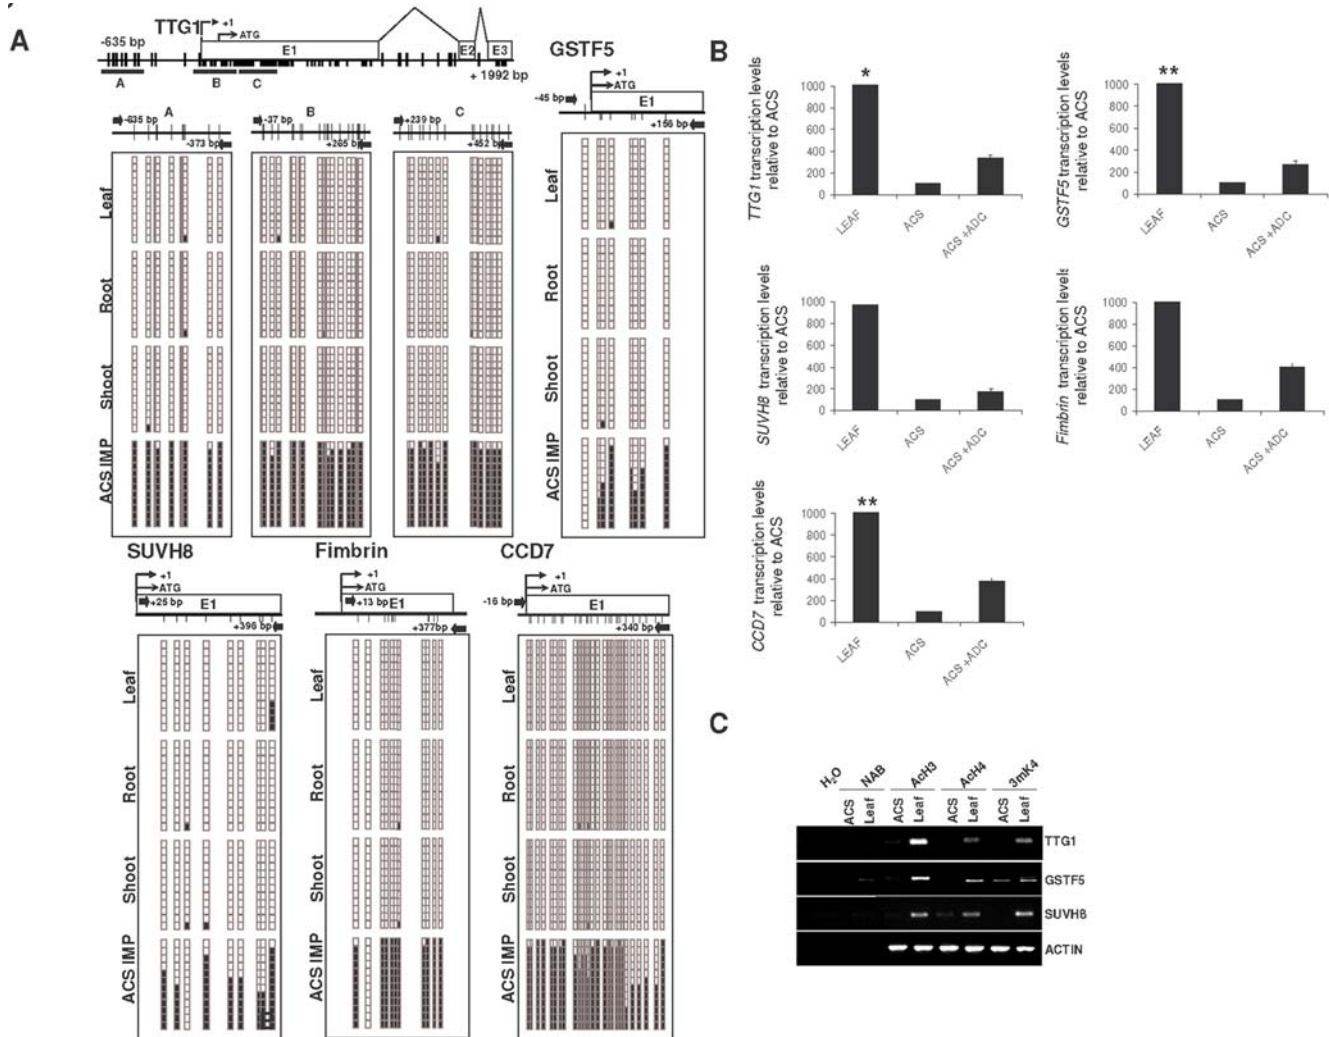 A
TTG1
+1
ATG
-635 bp
E1
E2
E3
+ 1992 bp
A
B
C
A
-635 bp
-373 bp
B
-37 bp
+265 bp
C
+239 bp
+452 bp
Leaf
Root
Shoot
ACS IMP
GSTF5
+1
ATG
-45 bp
E1
+156 bp
Leaf
Root
Shoot
ACS IMP
SUVH8
+1
ATG
+25 bp
E1
+396 bp
Leaf
Root
Shoot
ACS IMP
Fimbrin
+1
ATG
+13 bp
E1
+377bp
Leaf
Root
Shoot
ACS IMP
CCD7
+1
ATG
-16 bp
E1
+340 bp
Leaf
Root
Shoot
ACS IMP
B
TTG1 transcription levels
relative to ACS
1000
800
600
400
200
0
*
LEAF
ACS
ACS +ADC
GSTF5 transcription levels
relative to ACS
1000
800
600
400
200
0
**
LEAF
ACS
ACS +ADC
SUVH8 transcription levels
relative to ACS
1000
800
600
400
200
0
LEAF
ACS
ACS +ADC
Fimbrin transcription levels
relative to ACS
1000
800
600
400
200
0
LEAF
ACS
ACS +ADC
CCD7 transcription levels
relative to ACS
1000
800
600
400
200
0
**
LEAF
ACS
ACS +ADC
C
H2O NAB AcH3 AcH4 3mK4
ACS Leaf ACS Leaf ACS Leaf ACS Leaf
TTG1
GSTF5
SUVH8
ACTIN